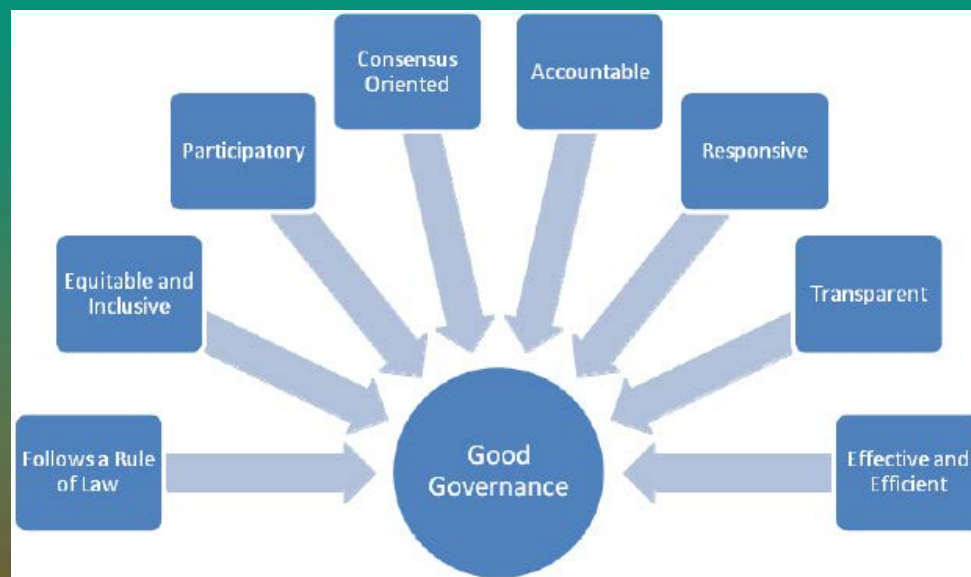 Consensus
Oriented
Accountable
Participatory
Responsive
Equitable and
Inclusive
Transparent
Follows a Rule
of Law
Good
Governance
Effective and
Efficient